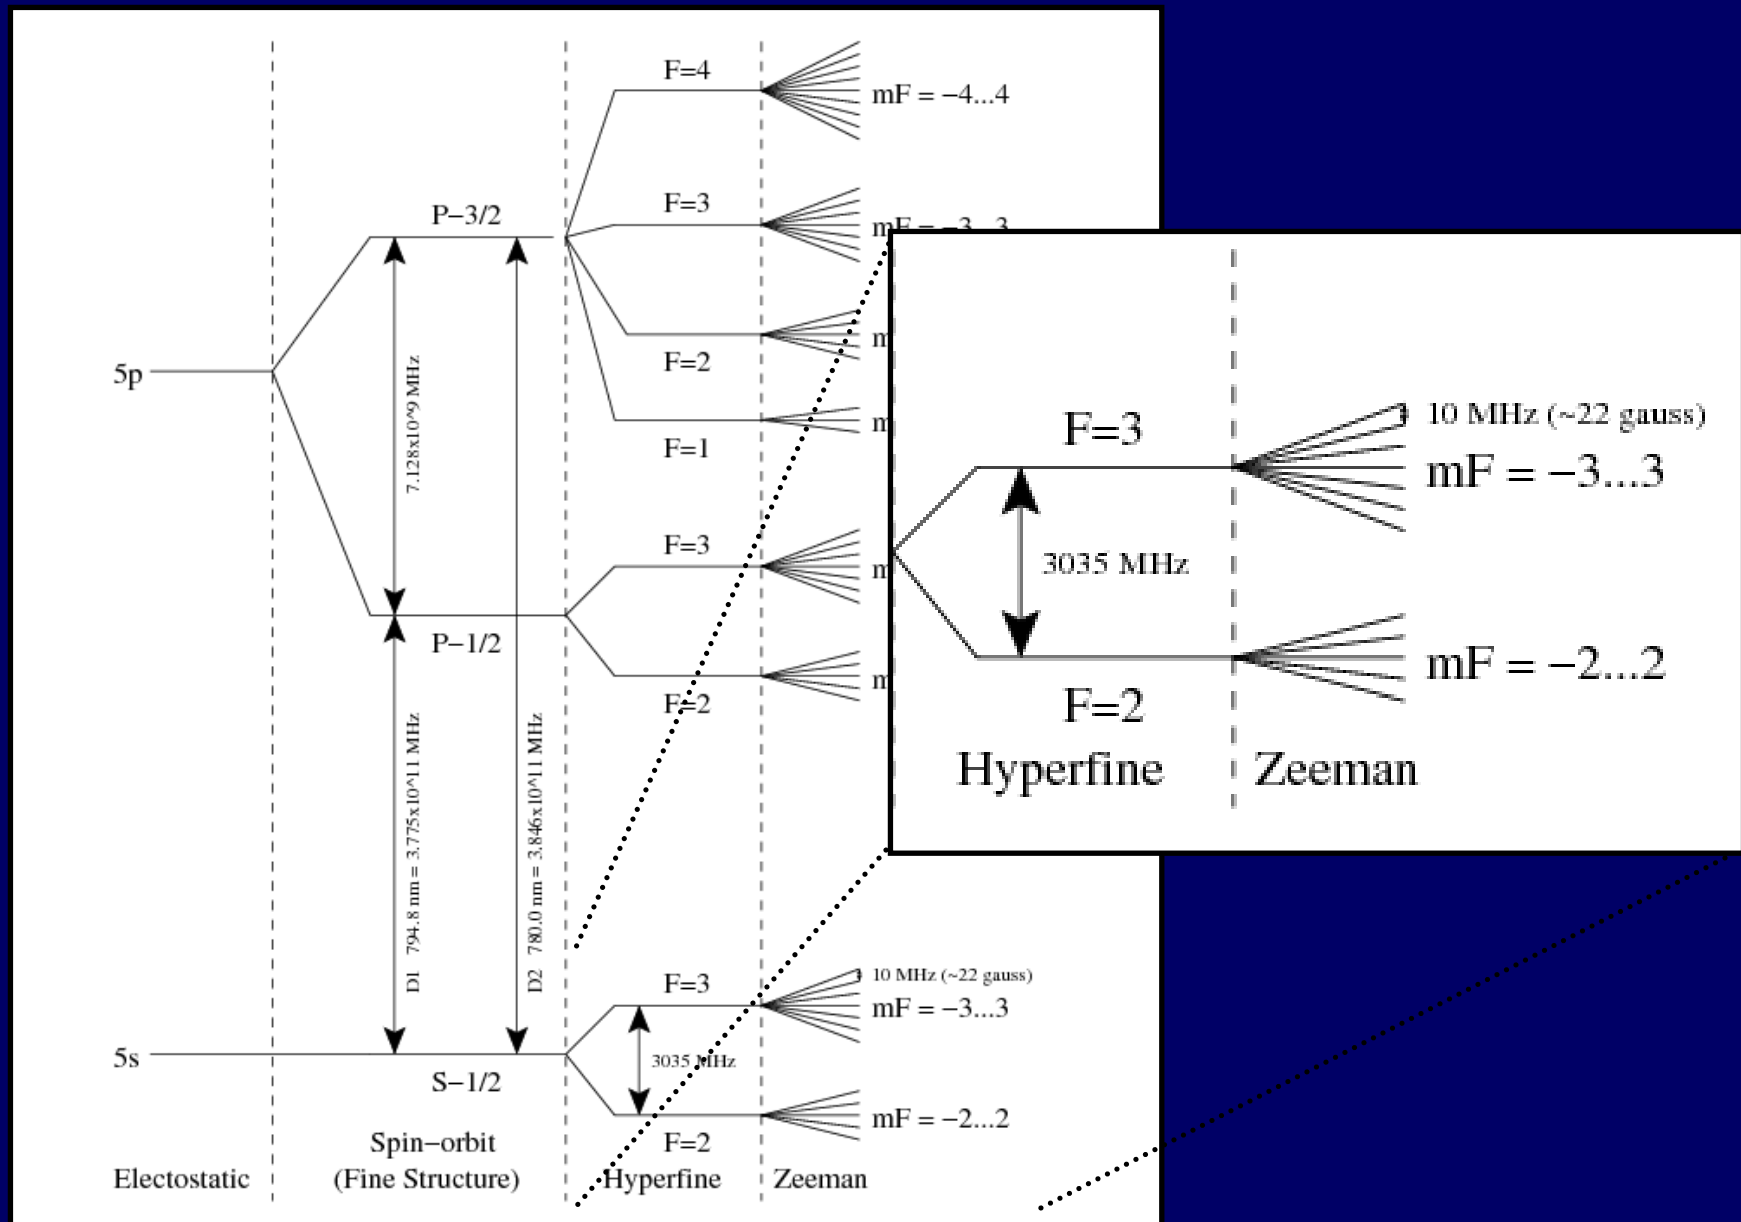 F=4
mF = −4...4
F=3
P−3/2
5p
7.128x10^9 MHz
F=2
F=1
F=3
P−1/2
F=2
D1 794.8 nm = 3.775x10^11 MHz
D2 780.0 nm = 3.846x10^11 MHz
F=3
10 MHz (~22 gauss)
mF = −3...3
5s
3035 MHz
S−1/2
mF = −2...2
F=2
Electostatic
Spin−orbit
(Fine Structure)
Hyperfine
Zeeman
F=3
10 MHz (~22 gauss)
mF = −3...3
3035 MHz
mF = −2...2
F=2
Hyperfine
Zeeman